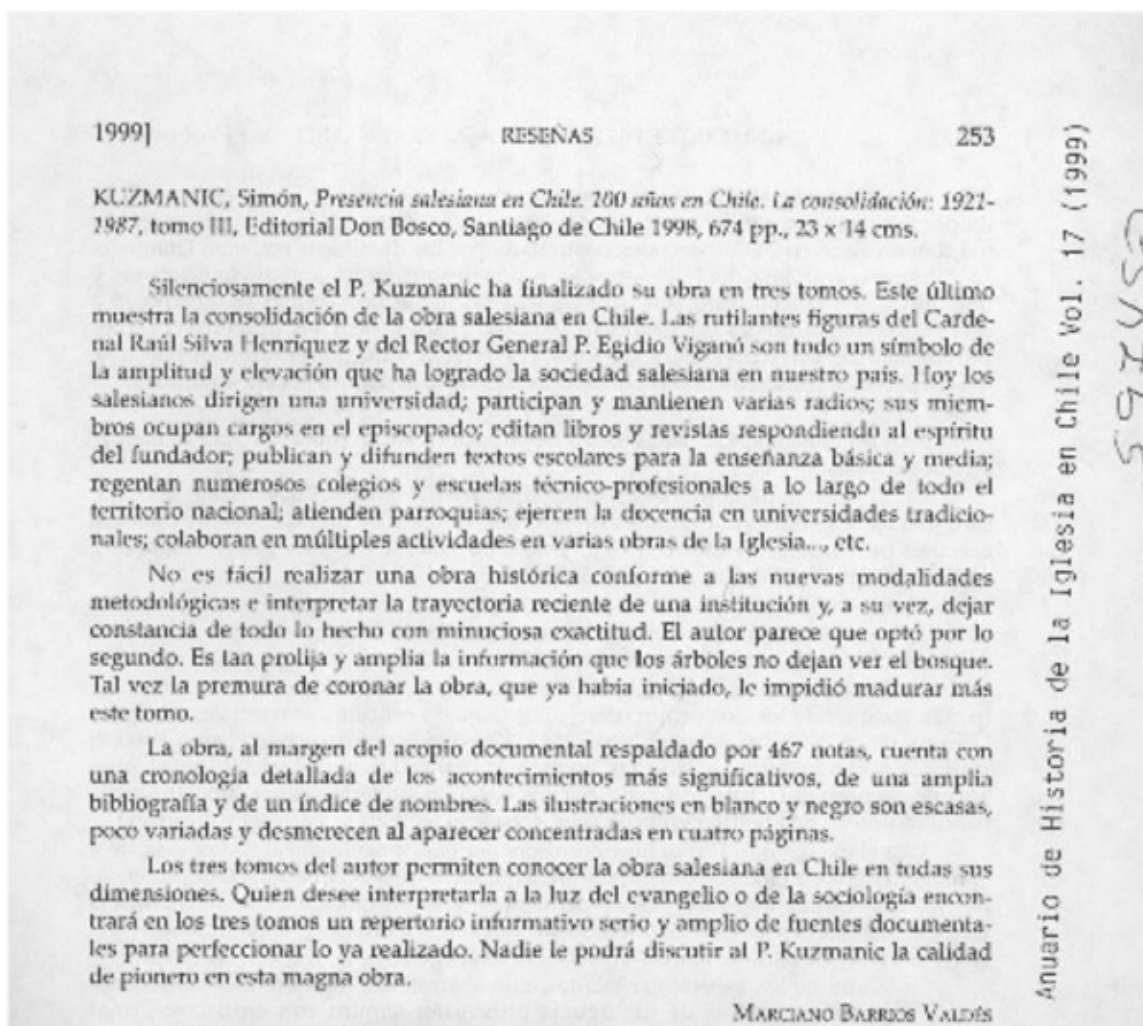 1999] RESEÑAS 253
KUZMANIC, Simón, Presencia salesiana en Chile. 100 años en Chile. La consolidación: 1921-
1987, tomo III, Editorial Don Bosco, Santiago de Chile 1998, 674 pp., 23 x 14 cms.
Silenciosamente el P. Kuzmanic ha finalizado su obra en tres tomos. Este último
muestra la consolidación de la obra salesiana en Chile. Las rutilantes figuras del Carde-
nal Raúl Silva Henríquez y del Rector General P. Egidio Viganó son todo un símbolo de
la amplitud y elevación que ha logrado la sociedad salesiana en nuestro país. Hoy los
salesianos dirigen una universidad; participan y mantienen varias radios; sus miem-
bros ocupan cargos en el episcopado; editan libros y revistas respondiendo al espíritu
del fundador; publican y difunden textos escolares para la enseñanza básica y media;
regentan numerosos colegios y escuelas técnico-profesionales a lo largo de todo el
territorio nacional; atienden parroquias; ejercen la docencia en universidades tradicio-
nales; colaboran en múltiples actividades en varias obras de la Iglesia..., etc.
No es fácil realizar una obra histórica conforme a las nuevas modalidades
metodológicas e interpretar la trayectoria reciente de una institución y, a su vez, dejar
constancia de todo lo hecho con minuciosa exactitud. El autor parece que optó por lo
segundo. Es tan prolija y amplia la información que los árboles no dejan ver el bosque.
Tal vez la premura de coronar la obra, que ya había iniciado, le impidió madurar más
este tomo.
La obra, al margen del acopio documental respaldado por 467 notas, cuenta con
una cronología detallada de los acontecimientos más significativos, de una amplia
bibliografía y de un índice de nombres. Las ilustraciones en blanco y negro son escasas,
poco variadas y desmerecen al aparecer concentradas en cuatro páginas.
Los tres tomos del autor permiten conocer la obra salesiana en Chile en todas sus
dimensiones. Quien desee interpretarla a la luz del evangelio o de la sociología encon-
trará en los tres tomos un repertorio informativo serio y amplio de fuentes documenta-
les para perfeccionar lo ya realizado. Nadie le podrá discutir al P. Kuzmanic la calidad
de pionero en esta magna obra.
MARCIANO BARRIOS VALDÉS
Anuario de Historia de la Iglesia en Chile Vol. 17 (1999)